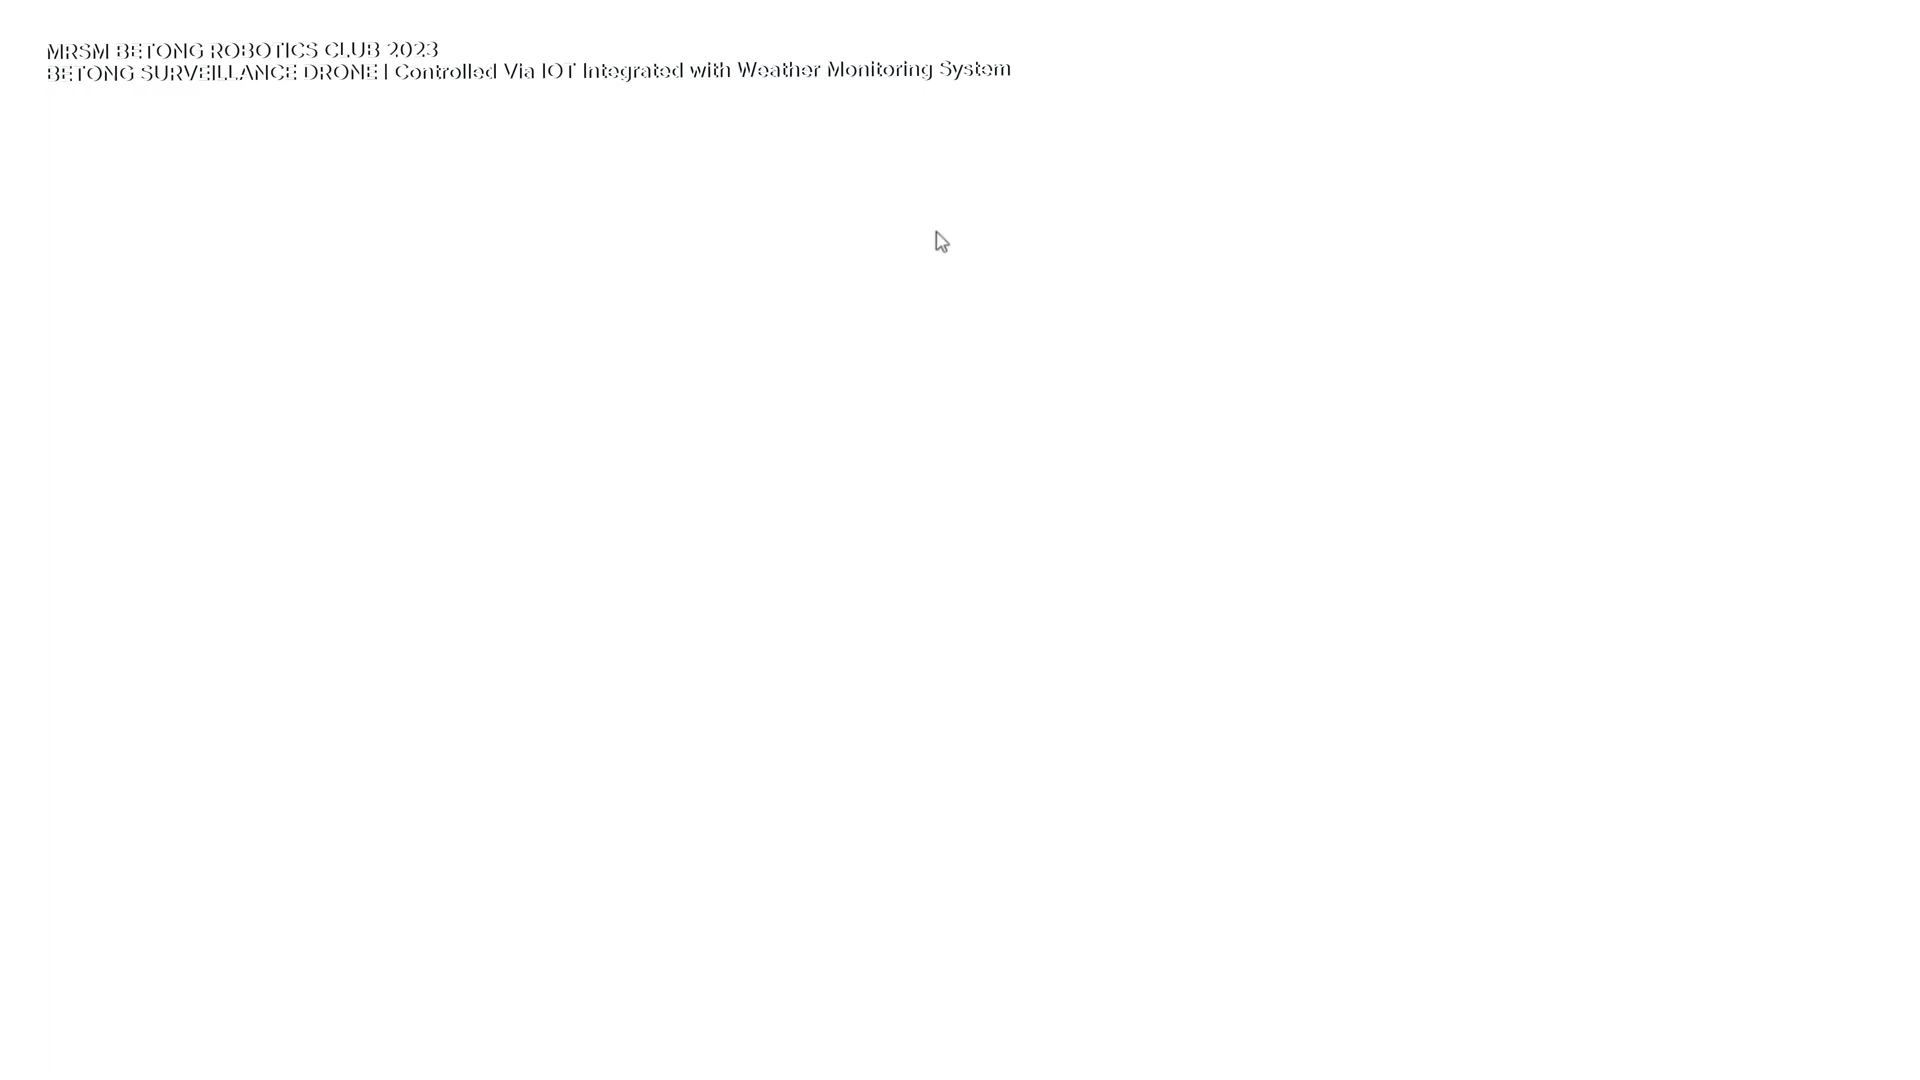 MRSM BETONG ROBOTICS CLUB 2023
BETONG SURVEILLANCE DRONE | Controlled Via IOT Integrated with Weather Monitoring System